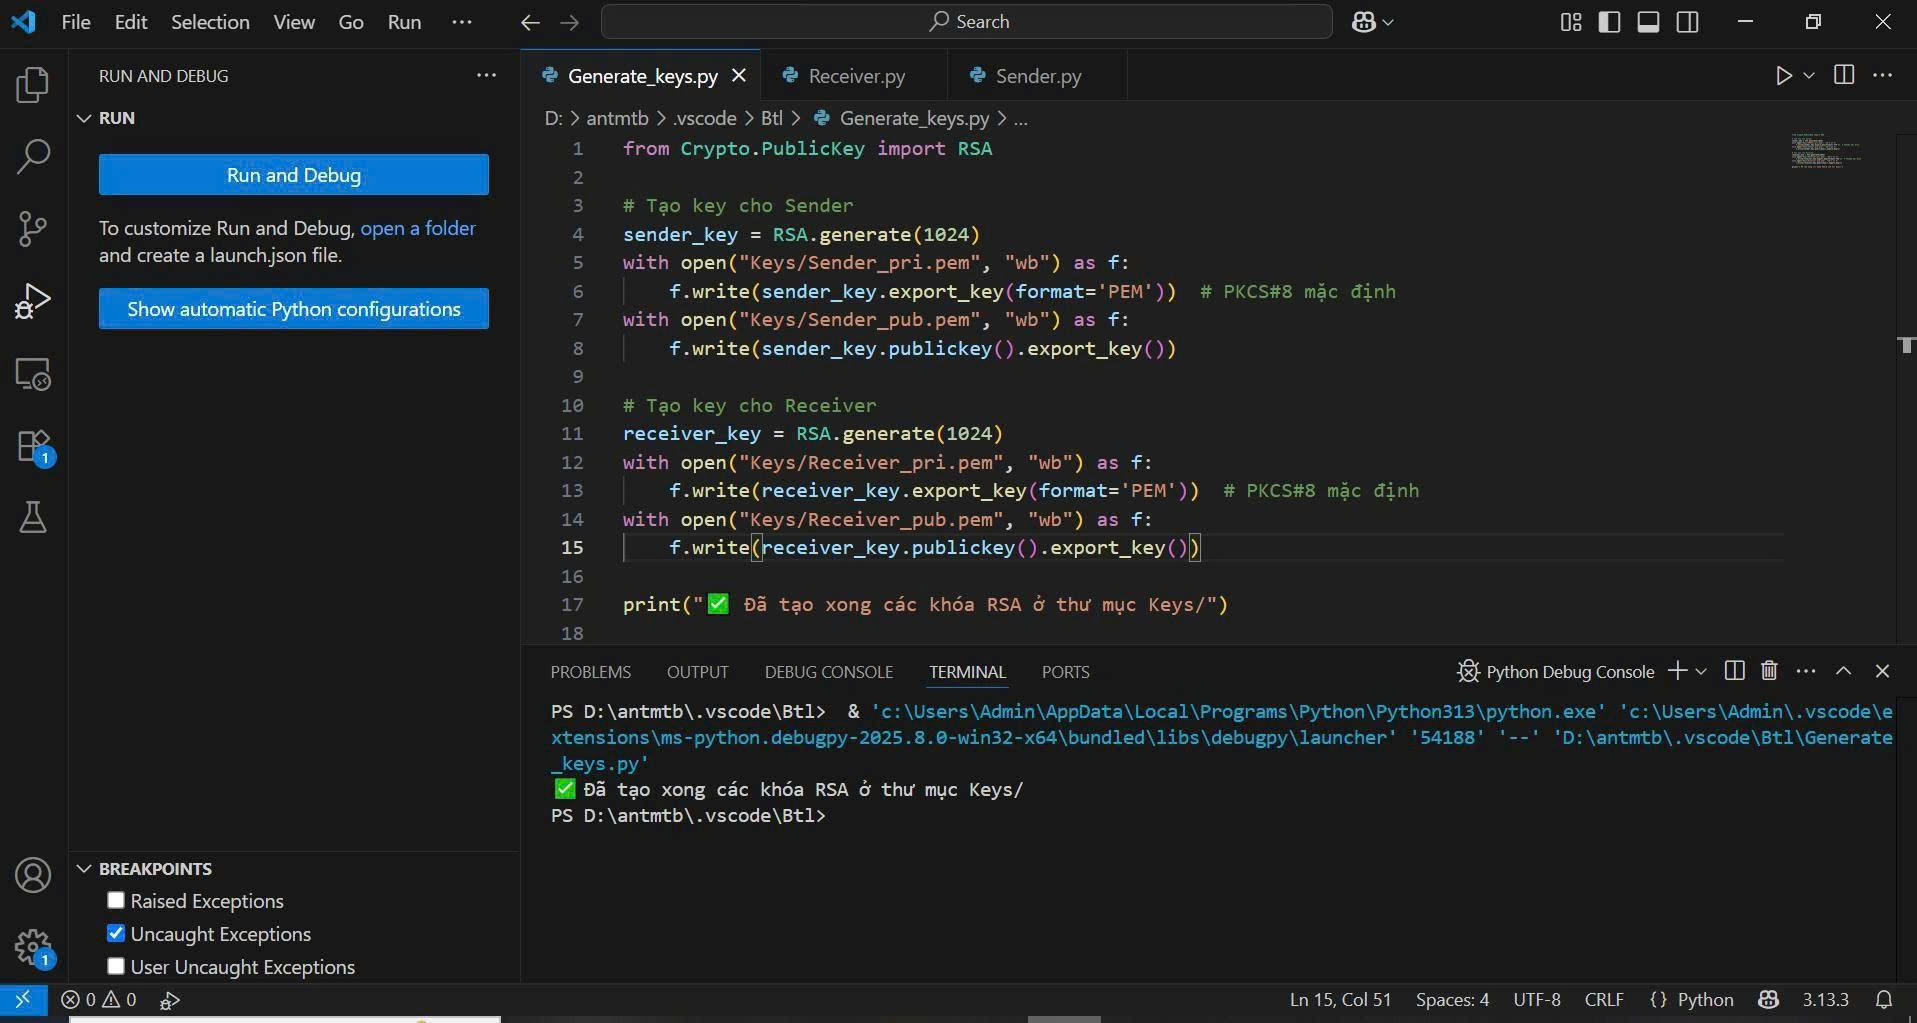 File Edit Selection View Go Run ···
Search
RUN AND DEBUG ···
RUN
Run and Debug
To customize Run and Debug, open a folder
and create a launch.json file.
Show automatic Python configurations
1
BREAKPOINTS
Raised Exceptions
Uncaught Exceptions
User Uncaught Exceptions
1
Generate_keys.py Receiver.py Sender.py
D: > antmtb > .vscode > Btl > Generate_keys.py > ...
1 from Crypto.PublicKey import RSA
2
3 # Tạo key cho Sender
4 sender_key = RSA.generate(1024)
5 with open("Keys/Sender_pri.pem", "wb") as f:
6 f.write(sender_key.export_key(format='PEM')) # PKCS#8 mặc định
7 with open("Keys/Sender_pub.pem", "wb") as f:
8 f.write(sender_key.publickey().export_key())
9
10 # Tạo key cho Receiver
11 receiver_key = RSA.generate(1024)
12 with open("Keys/Receiver_pri.pem", "wb") as f:
13 f.write(receiver_key.export_key(format='PEM')) # PKCS#8 mặc định
14 with open("Keys/Receiver_pub.pem", "wb") as f:
15 f.write(receiver_key.publickey().export_key())
16
17 print("✅ Đã tạo xong các khóa RSA ở thư mục Keys/")
18
PROBLEMS OUTPUT DEBUG CONSOLE TERMINAL PORTS Python Debug Console
PS D:\antmtb\.vscode\Btl> & 'c:\Users\Admin\AppData\Local\Programs\Python\Python313\python.exe' 'c:\Users\Admin\.vscode\e
xtensions\ms-python.debugpy-2025.8.0-win32-x64\bundled\libs\debugpy\launcher' '54188' '--' 'D:\antmtb\.vscode\Btl\Generate
_keys.py'
✅ Đã tạo xong các khóa RSA ở thư mục Keys/
PS D:\antmtb\.vscode\Btl>
0 0 Ln 15, Col 51 Spaces: 4 UTF-8 CRLF {} Python 3.13.3